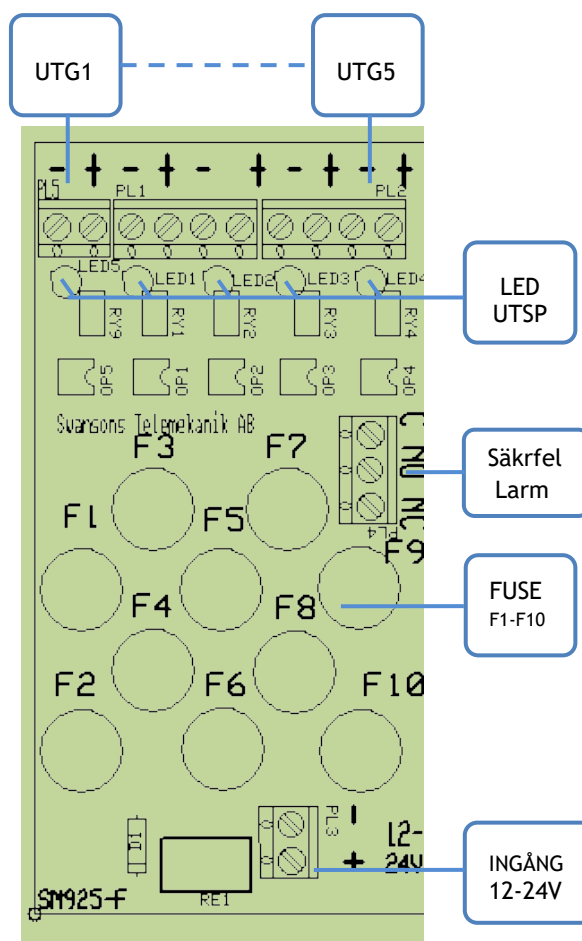 UTG1 UTG5
- + - + - + - + - +
PL5 PL1 PL2
LED5 LED1 LED2 LED3 LED4
LED
UTSP
RY9 RY1 RY2 RY3 RY4
OP5 OP1 OP2 OP3 OP4
Swansons Telemekanik AB
C NO NC
PL4
Säkrfel
Larm
F3 F7
F1 F5 F9
F4 F8
FUSE
F1-F10
F2 F6 F10
D1
RE1
PL3
-
+
12-
24V
INGÅNG
12-24V
SM925-F